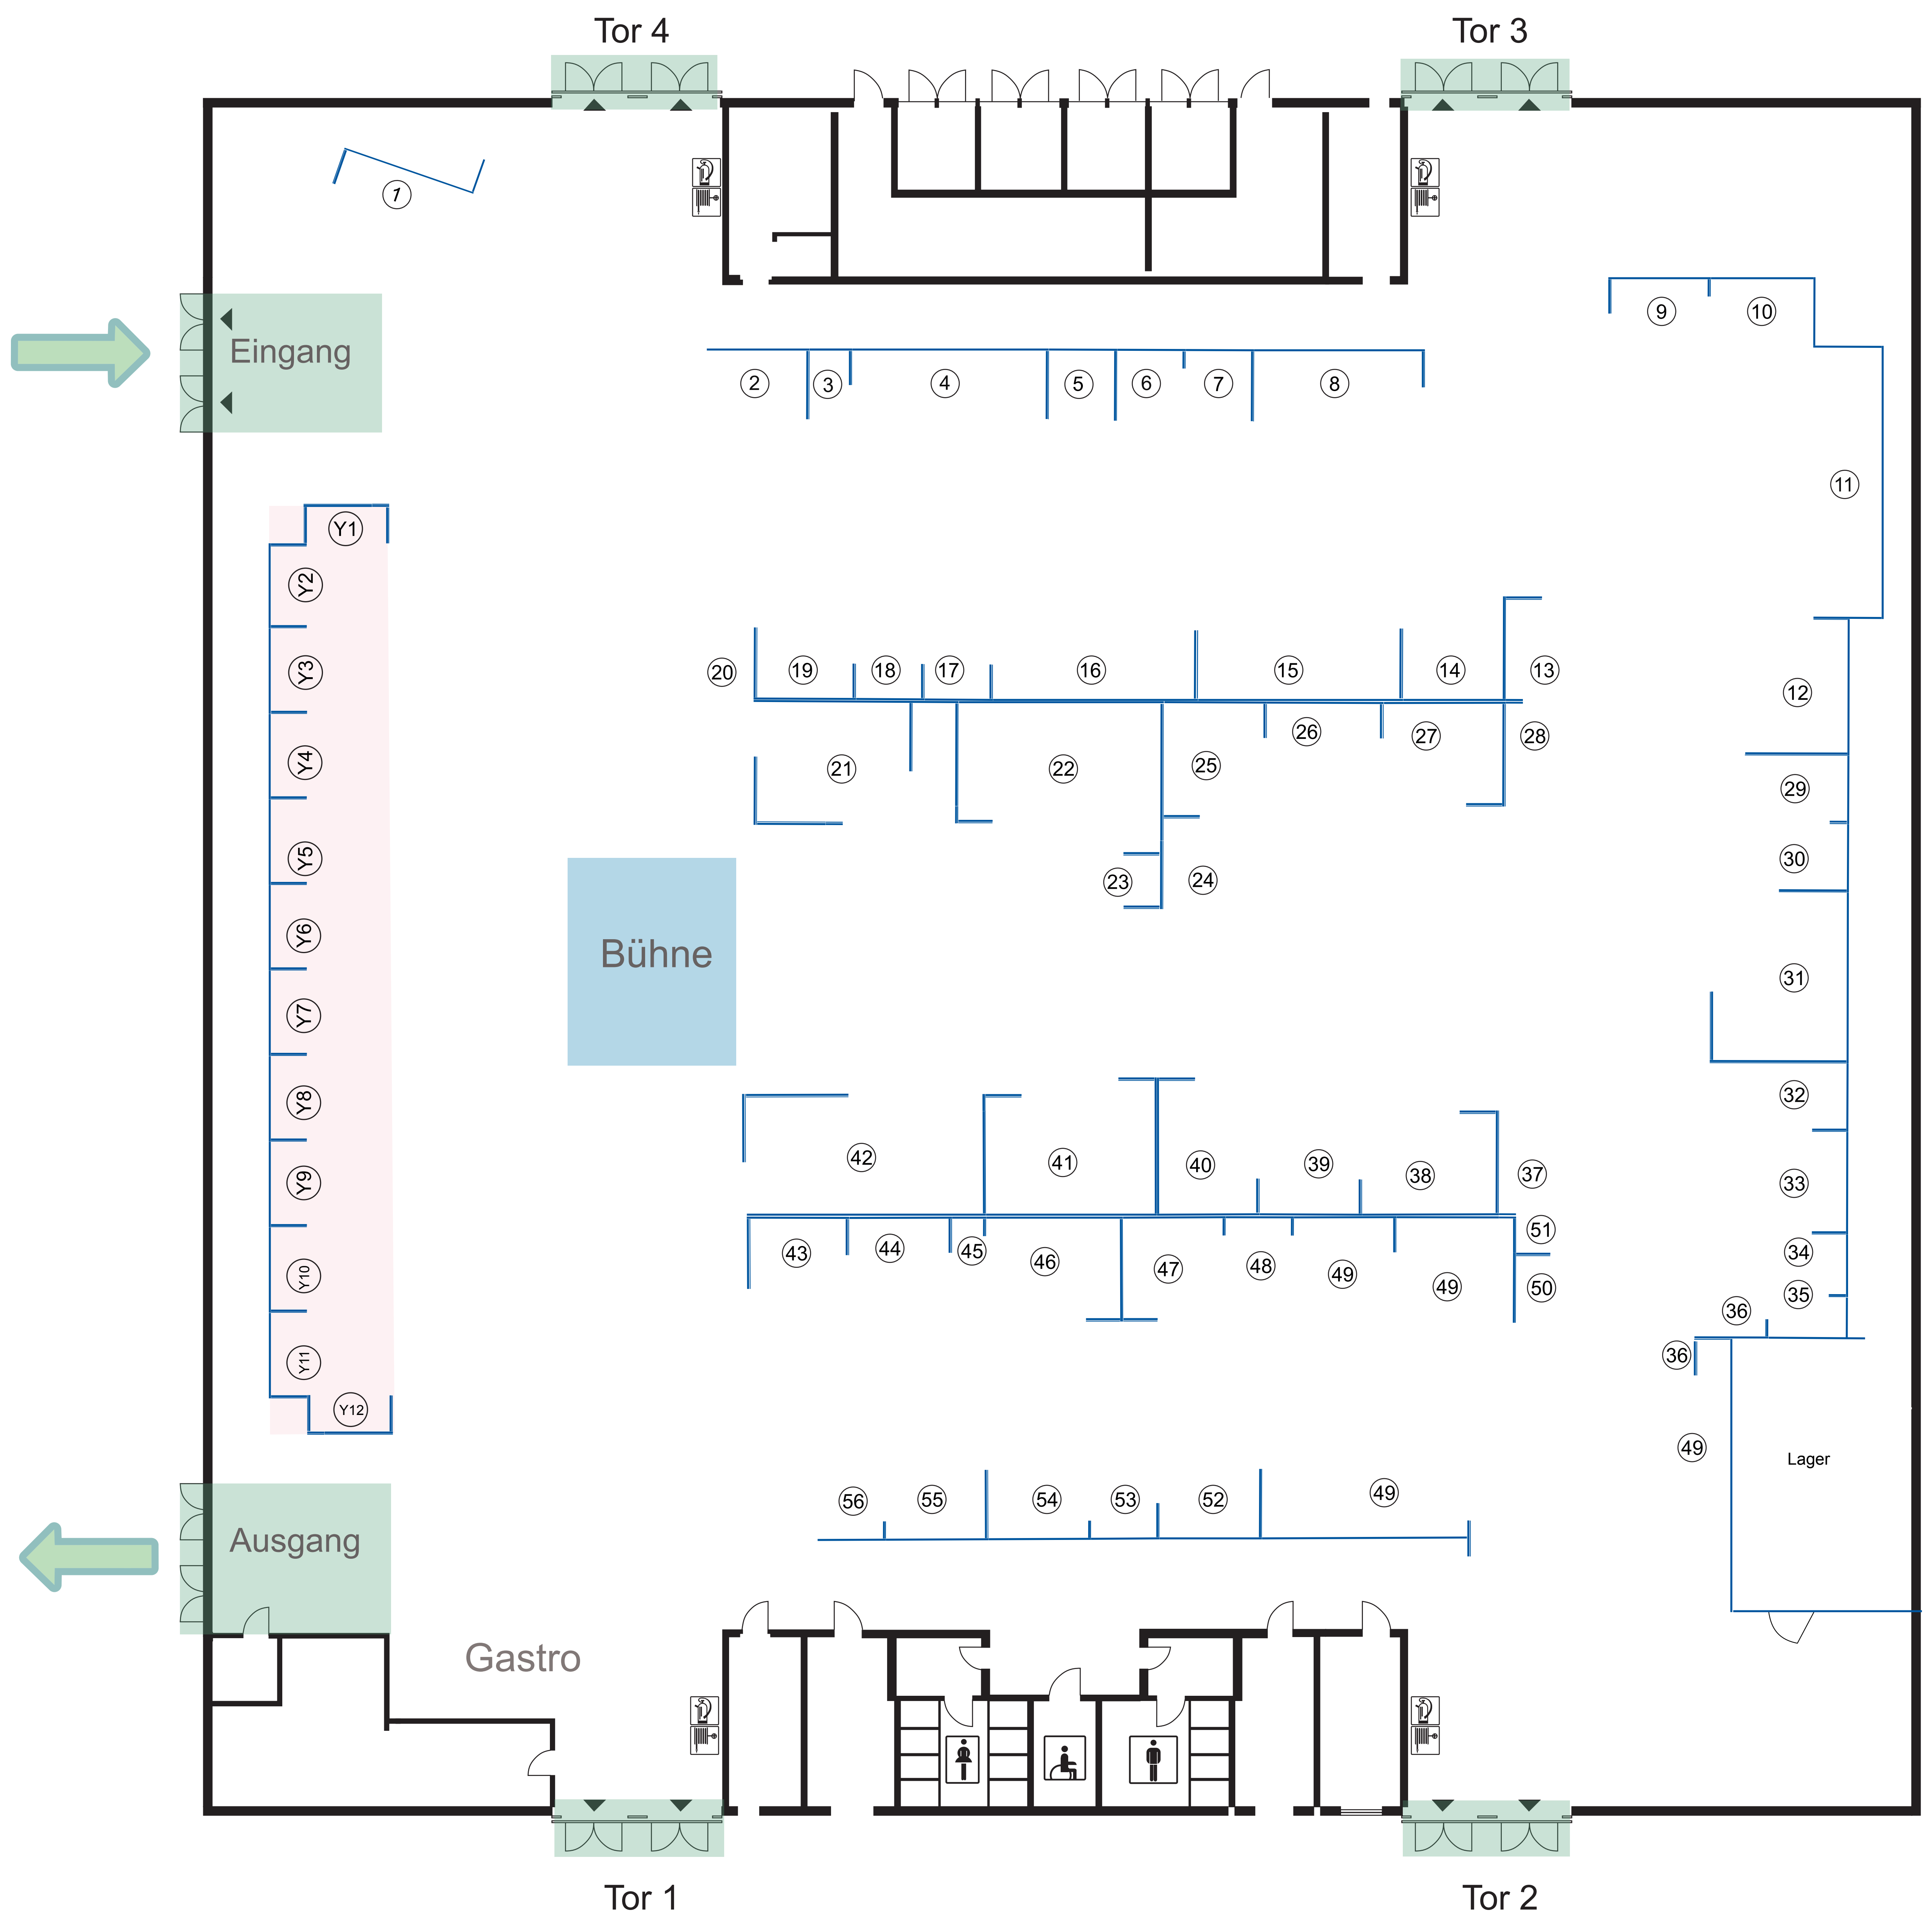 Tor 4
Tor 3
1
Eingang
9
10
2
3
4
5
6
7
8
11
Y1
Y2
20
19
18
17
16
15
14
13
Y3
12
26
27
28
Y4
21
22
25
29
Y5
23
24
30
Y6
Bühne
31
Y7
Y8
32
42
41
40
39
38
37
Y9
33
51
43
44
45
46
47
48
49
49
50
34
Y10
35
36
Y11
36
Y12
49
Lager
56
55
54
53
52
49
Ausgang
Gastro
Tor 1
Tor 2